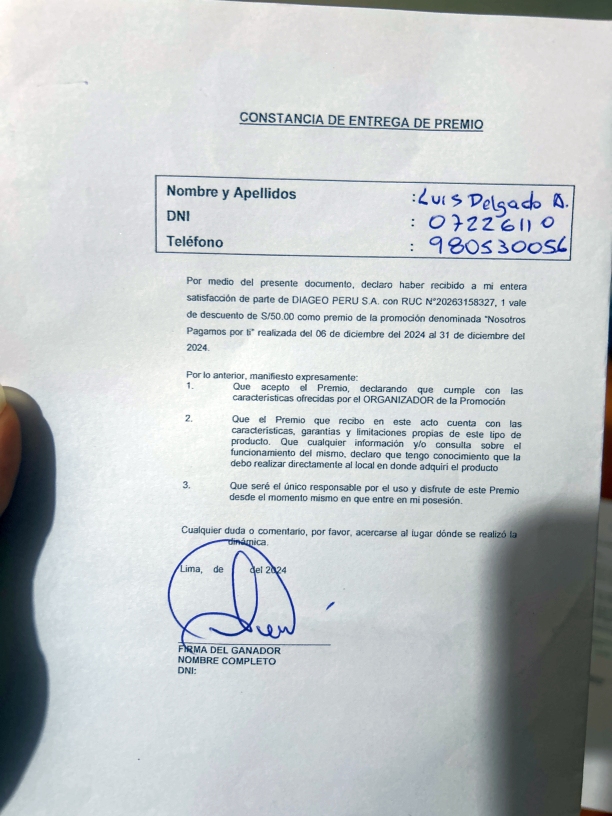 CONSTANCIA DE ENTREGA DE PREMIO
Nombre y Apellidos : Luis Delgado A.
DNI : 07226110
Teléfono : 980530056
Por medio del presente documento, declaro haber recibido a mi entera
satisfacción de parte de DIAGEO PERU S.A. con RUC N°20263158327, 1 vale
de descuento de S/50.00 como premio de la promoción denominada "Nosotros
Pagamos por ti" realizada del 06 de diciembre del 2024 al 31 de diciembre del
2024.
Por lo anterior, manifiesto expresamente:
1. Que acepto el Premio, declarando que cumple con las
características ofrecidas por el ORGANIZADOR de la Promoción
2. Que el Premio que recibo en este acto cuenta con las
características, garantías y limitaciones propias de este tipo de
producto. Que cualquier información y/o consulta sobre el
funcionamiento del mismo, declaro que tengo conocimiento que la
debo realizar directamente al local en donde adquirí el producto
3. Que seré el único responsable por el uso y disfrute de este Premio
desde el momento mismo en que entre en mi posesión.
Cualquier duda o comentario, por favor, acercarse al lugar dónde se realizó la
dinámica.
Lima, de del 2024
FIRMA DEL GANADOR
NOMBRE COMPLETO
DNI: